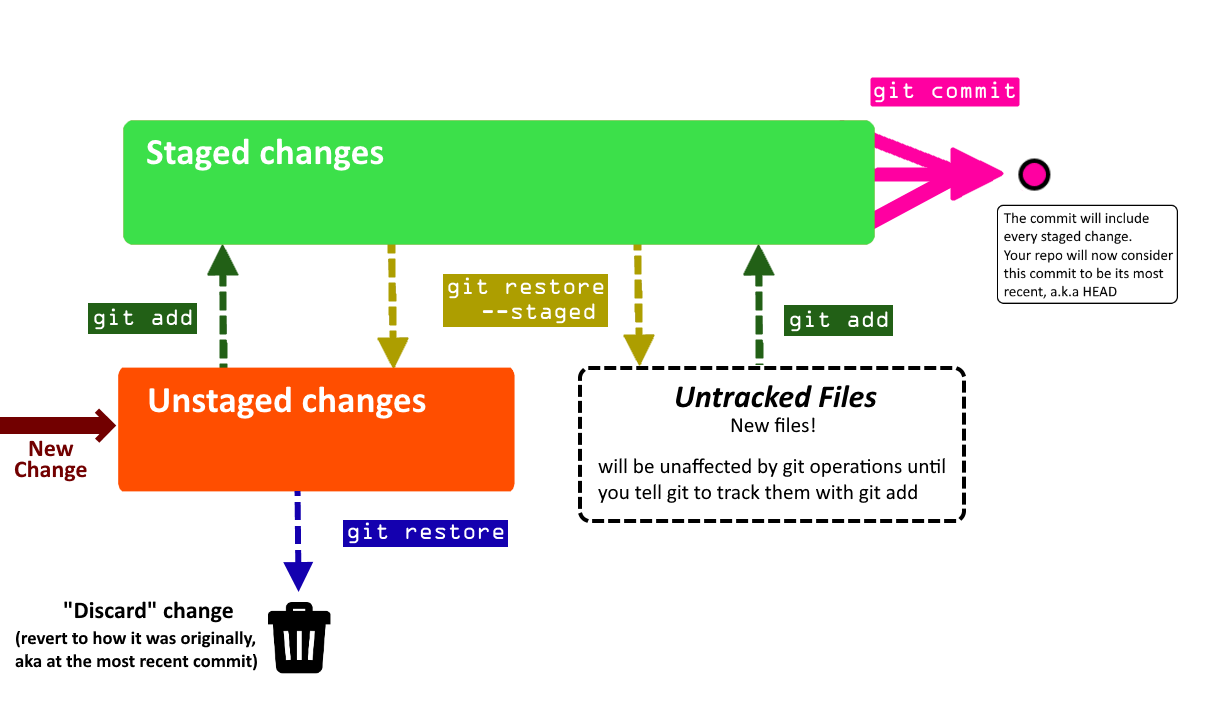 git commit
Staged changes
The commit will include
every staged change.
Your repo will now consider
this commit to be its most
recent, a.k.a HEAD
git add
git restore
--staged
git add
Unstaged changes
Untracked Files
New files!
will be unaffected by git operations until
you tell git to track them with git add
New
Change
git restore
"Discard" change
(revert to how it was originally,
aka at the most recent commit)